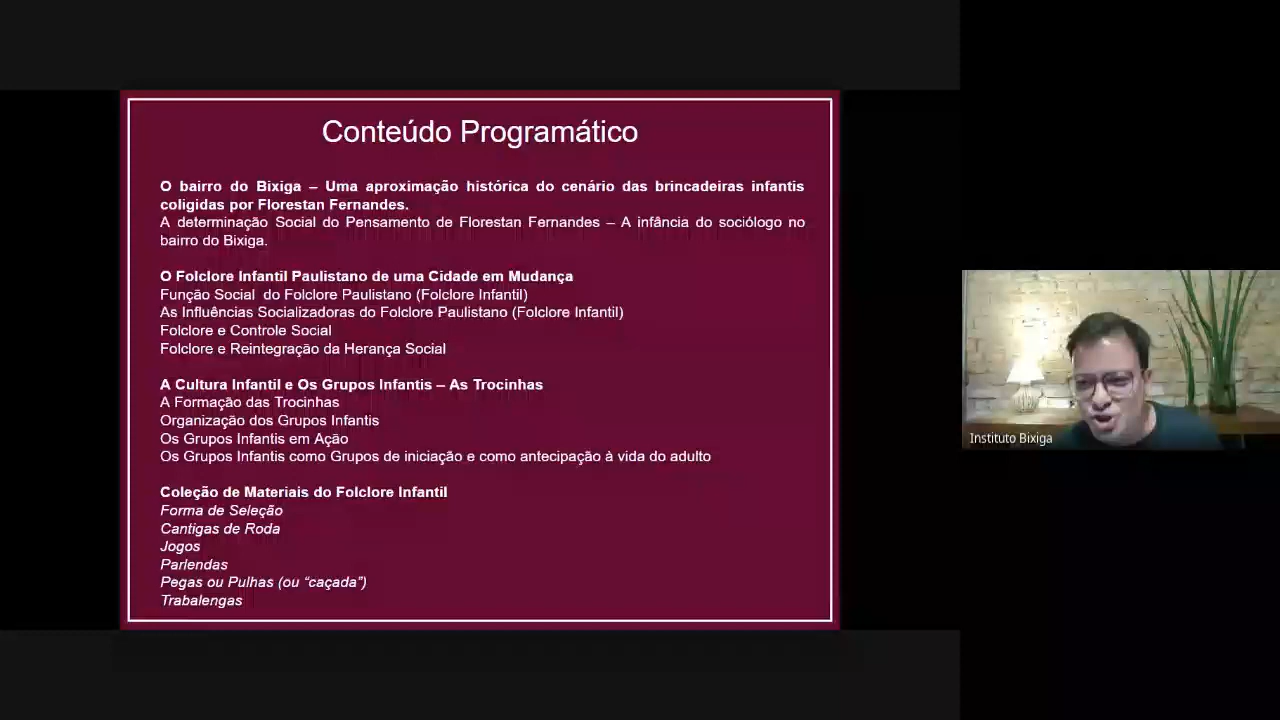 Conteúdo Programático
O bairro do Bixiga – Uma aproximação histórica do cenário das brincadeiras infantis
coligidas por Florestan Fernandes.
A determinação Social do Pensamento de Florestan Fernandes – A infância do sociólogo no
bairro do Bixiga.
O Folclore Infantil Paulistano de uma Cidade em Mudança
Função Social do Folclore Paulistano (Folclore Infantil)
As Influências Socializadoras do Folclore Paulistano (Folclore Infantil)
Folclore e Controle Social
Folclore e Reintegração da Herança Social
A Cultura Infantil e Os Grupos Infantis – As Trocinhas
A Formação das Trocinhas
Organização dos Grupos Infantis
Os Grupos Infantis em Ação
Os Grupos Infantis como Grupos de iniciação e como antecipação à vida do adulto
Coleção de Materiais do Folclore Infantil
Forma de Seleção
Cantigas de Roda
Jogos
Parlendas
Pegas ou Pulhas (ou “caçada”)
Trabalengas
Instituto Bixiga